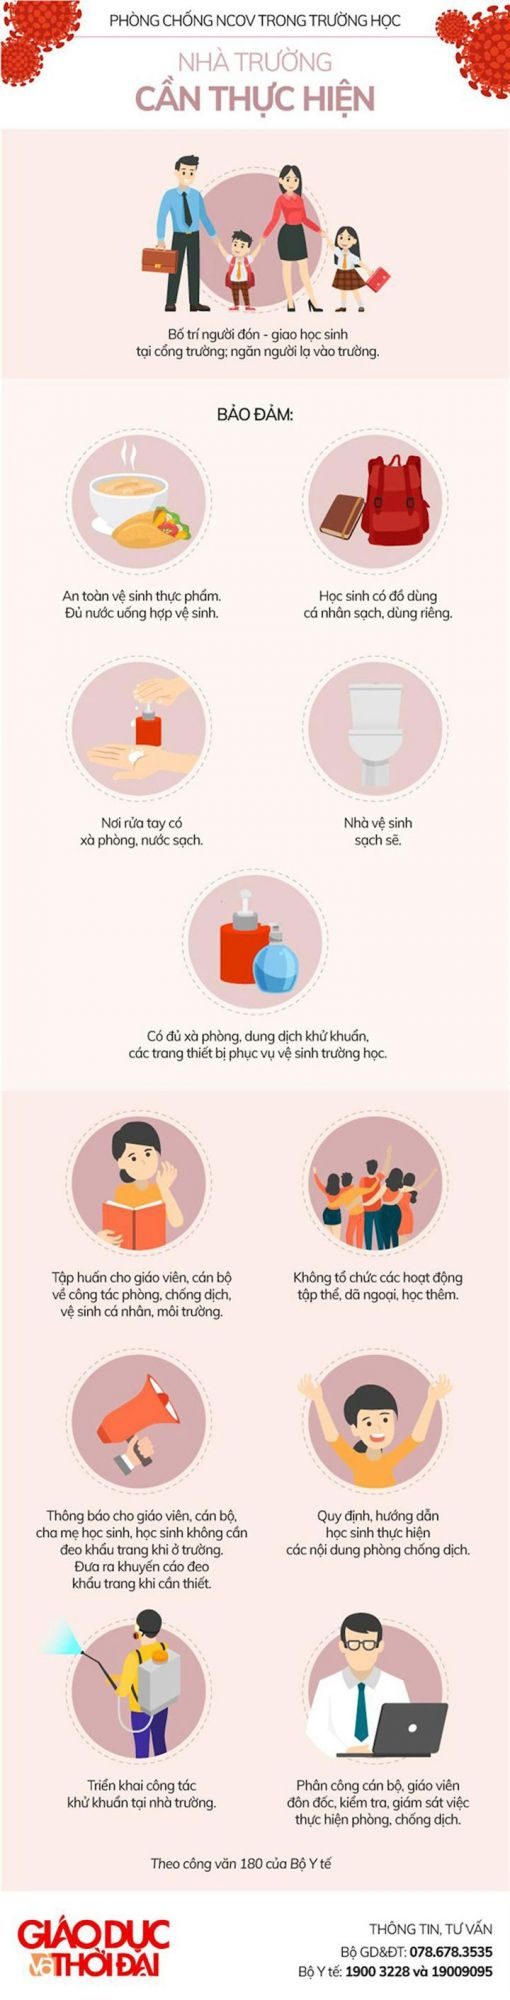 PHÒNG CHỐNG NCOV TRONG TRƯỜNG HỌC
NHÀ TRƯỜNG
CẦN THỰC HIỆN
Bố trí người đón - giao học sinh
tại cổng trường; ngăn người lạ vào trường.
BẢO ĐẢM:
An toàn vệ sinh thực phẩm.
Đủ nước uống hợp vệ sinh.
Học sinh có đồ dùng
cá nhân sạch, dùng riêng.
Nơi rửa tay có
xà phòng, nước sạch.
Nhà vệ sinh
sạch sẽ.
Có đủ xà phòng, dung dịch khử khuẩn,
các trang thiết bị phục vụ vệ sinh trường học.
Tập huấn cho giáo viên, cán bộ
về công tác phòng, chống dịch,
vệ sinh cá nhân, môi trường.
Không tổ chức các hoạt động
tập thể, dã ngoại, học thêm.
Thông báo cho giáo viên, cán bộ,
cha mẹ học sinh, học sinh không cần
đeo khẩu trang khi ở trường.
Đưa ra khuyến cáo đeo
khẩu trang khi cần thiết.
Quy định, hướng dẫn
học sinh thực hiện
các nội dung phòng chống dịch.
Triển khai công tác
khử khuẩn tại nhà trường.
Phân công cán bộ, giáo viên
đôn đốc, kiểm tra, giám sát việc
thực hiện phòng, chống dịch.
Theo công văn 180 của Bộ Y tế
GIÁO DỤC
và THỜI ĐẠI
THÔNG TIN, TƯ VẤN
Bộ GD&ĐT: 078.678.3535
Bộ Y tế: 1900 3228 và 19009095